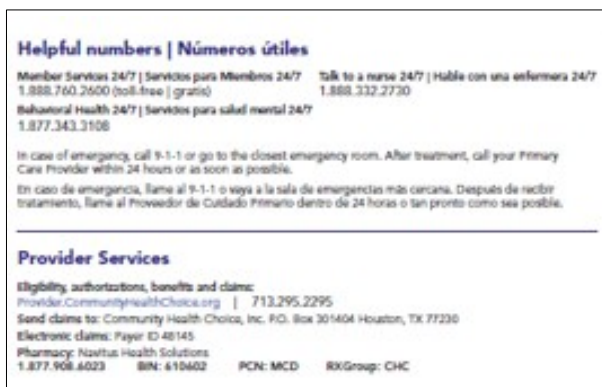 Helpful numbers | Números útiles
Member Services 24/7 | Servicios para Miembros 24/7
1.888.760.2600 (toll-free | gratis)
Talk to a nurse 24/7 | Hable con una enfermera 24/7
1.888.332.2730
Behavioral Health 24/7 | Servicios para salud mental 24/7
1.877.343.3108
In case of emergency, call 9-1-1 or go to the closest emergency room. After treatment, call your Primary
Care Provider within 24 hours or as soon as possible.
En caso de emergencia, llame al 9-1-1 o vaya a la sala de emergencias más cercana. Después de recibir
tratamiento, llame al Proveedor de Cuidado Primario dentro de 24 horas o tan pronto como sea posible.
Provider Services
Eligibility, authorizations, benefits and claims:
Provider.CommunityHealthChoice.org | 713.295.2295
Send claims to: Community Health Choice, Inc. P.O. Box 301404 Houston, TX 77230
Electronic claims: Payer ID 48145
Pharmacy: Navitus Health Solutions
1.877.908.6023 BIN: 610602 PCN: MCD RXGroup: CHC